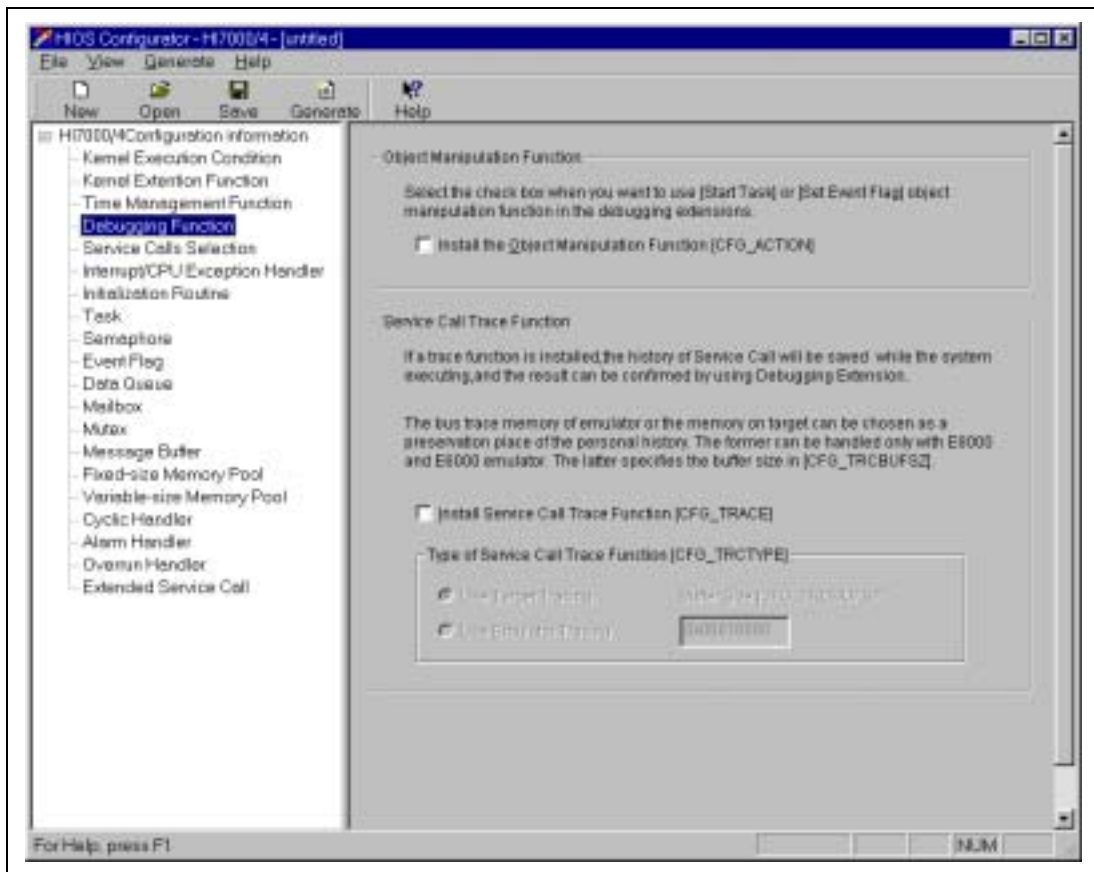 HIOS Configurator - HI7000/4 - [untitled]
File View Generate Help
New Open Save Generate Help
HI7000/4Configuration information
Kernel Execution Condition
Kernel Extention Function
Time Management Function
Debugging Function
Service Calls Selection
Interrupt/CPU Exception Handler
Initialization Routine
Task
Semaphore
Event Flag
Data Queue
Mailbox
Mutex
Message Buffer
Fixed-size Memory Pool
Variable-size Memory Pool
Cyclic Handler
Alarm Handler
Overrun Handler
Extended Service Call
Object Manipulation Function
Select the check box when you want to use [Start Task] or [Set Event Flag] object
manipulation function in the debugging extensions.
Install the Object Manipulation Function [CFG_ACTION]
Service Call Trace Function
If a trace function is installed,the history of Service Call will be saved while the system
executing,and the result can be confirmed by using Debugging Extension.
The bus trace memory of emulator or the memory on target can be chosen as a
preservation place of the personal history. The former can be handled only with E8000
and E6000 emulator. The latter specifies the buffer size in [CFG_TRCBUFSZ].
Install Service Call Trace Function [CFG_TRACE]
Type of Service Call Trace Function [CFG_TRCTYPE]
Use Target Tracing
Use Emulator Tracing
For Help, press F1
NUM